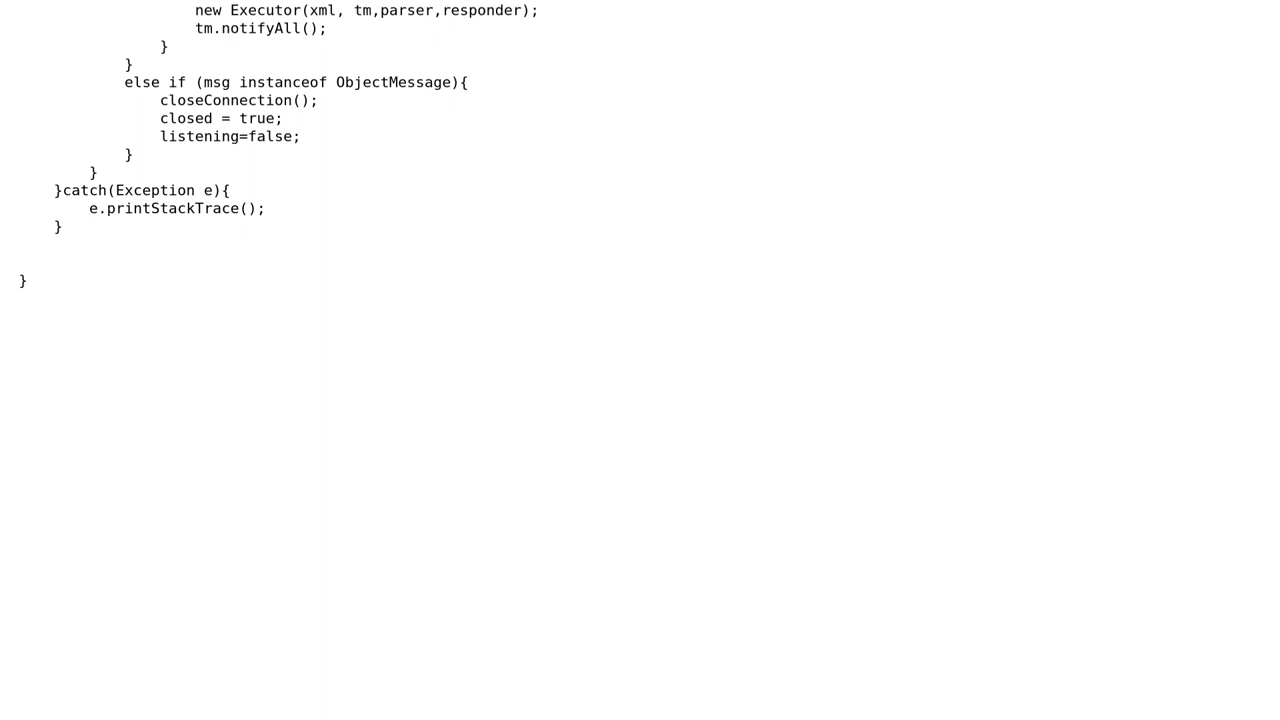 new Executor(xml, tm,parser,responder);
tm.notifyAll();
}
}
else if (msg instanceof ObjectMessage){
closeConnection();
closed = true;
listening=false;
}
}
}catch(Exception e){
e.printStackTrace();
}
}